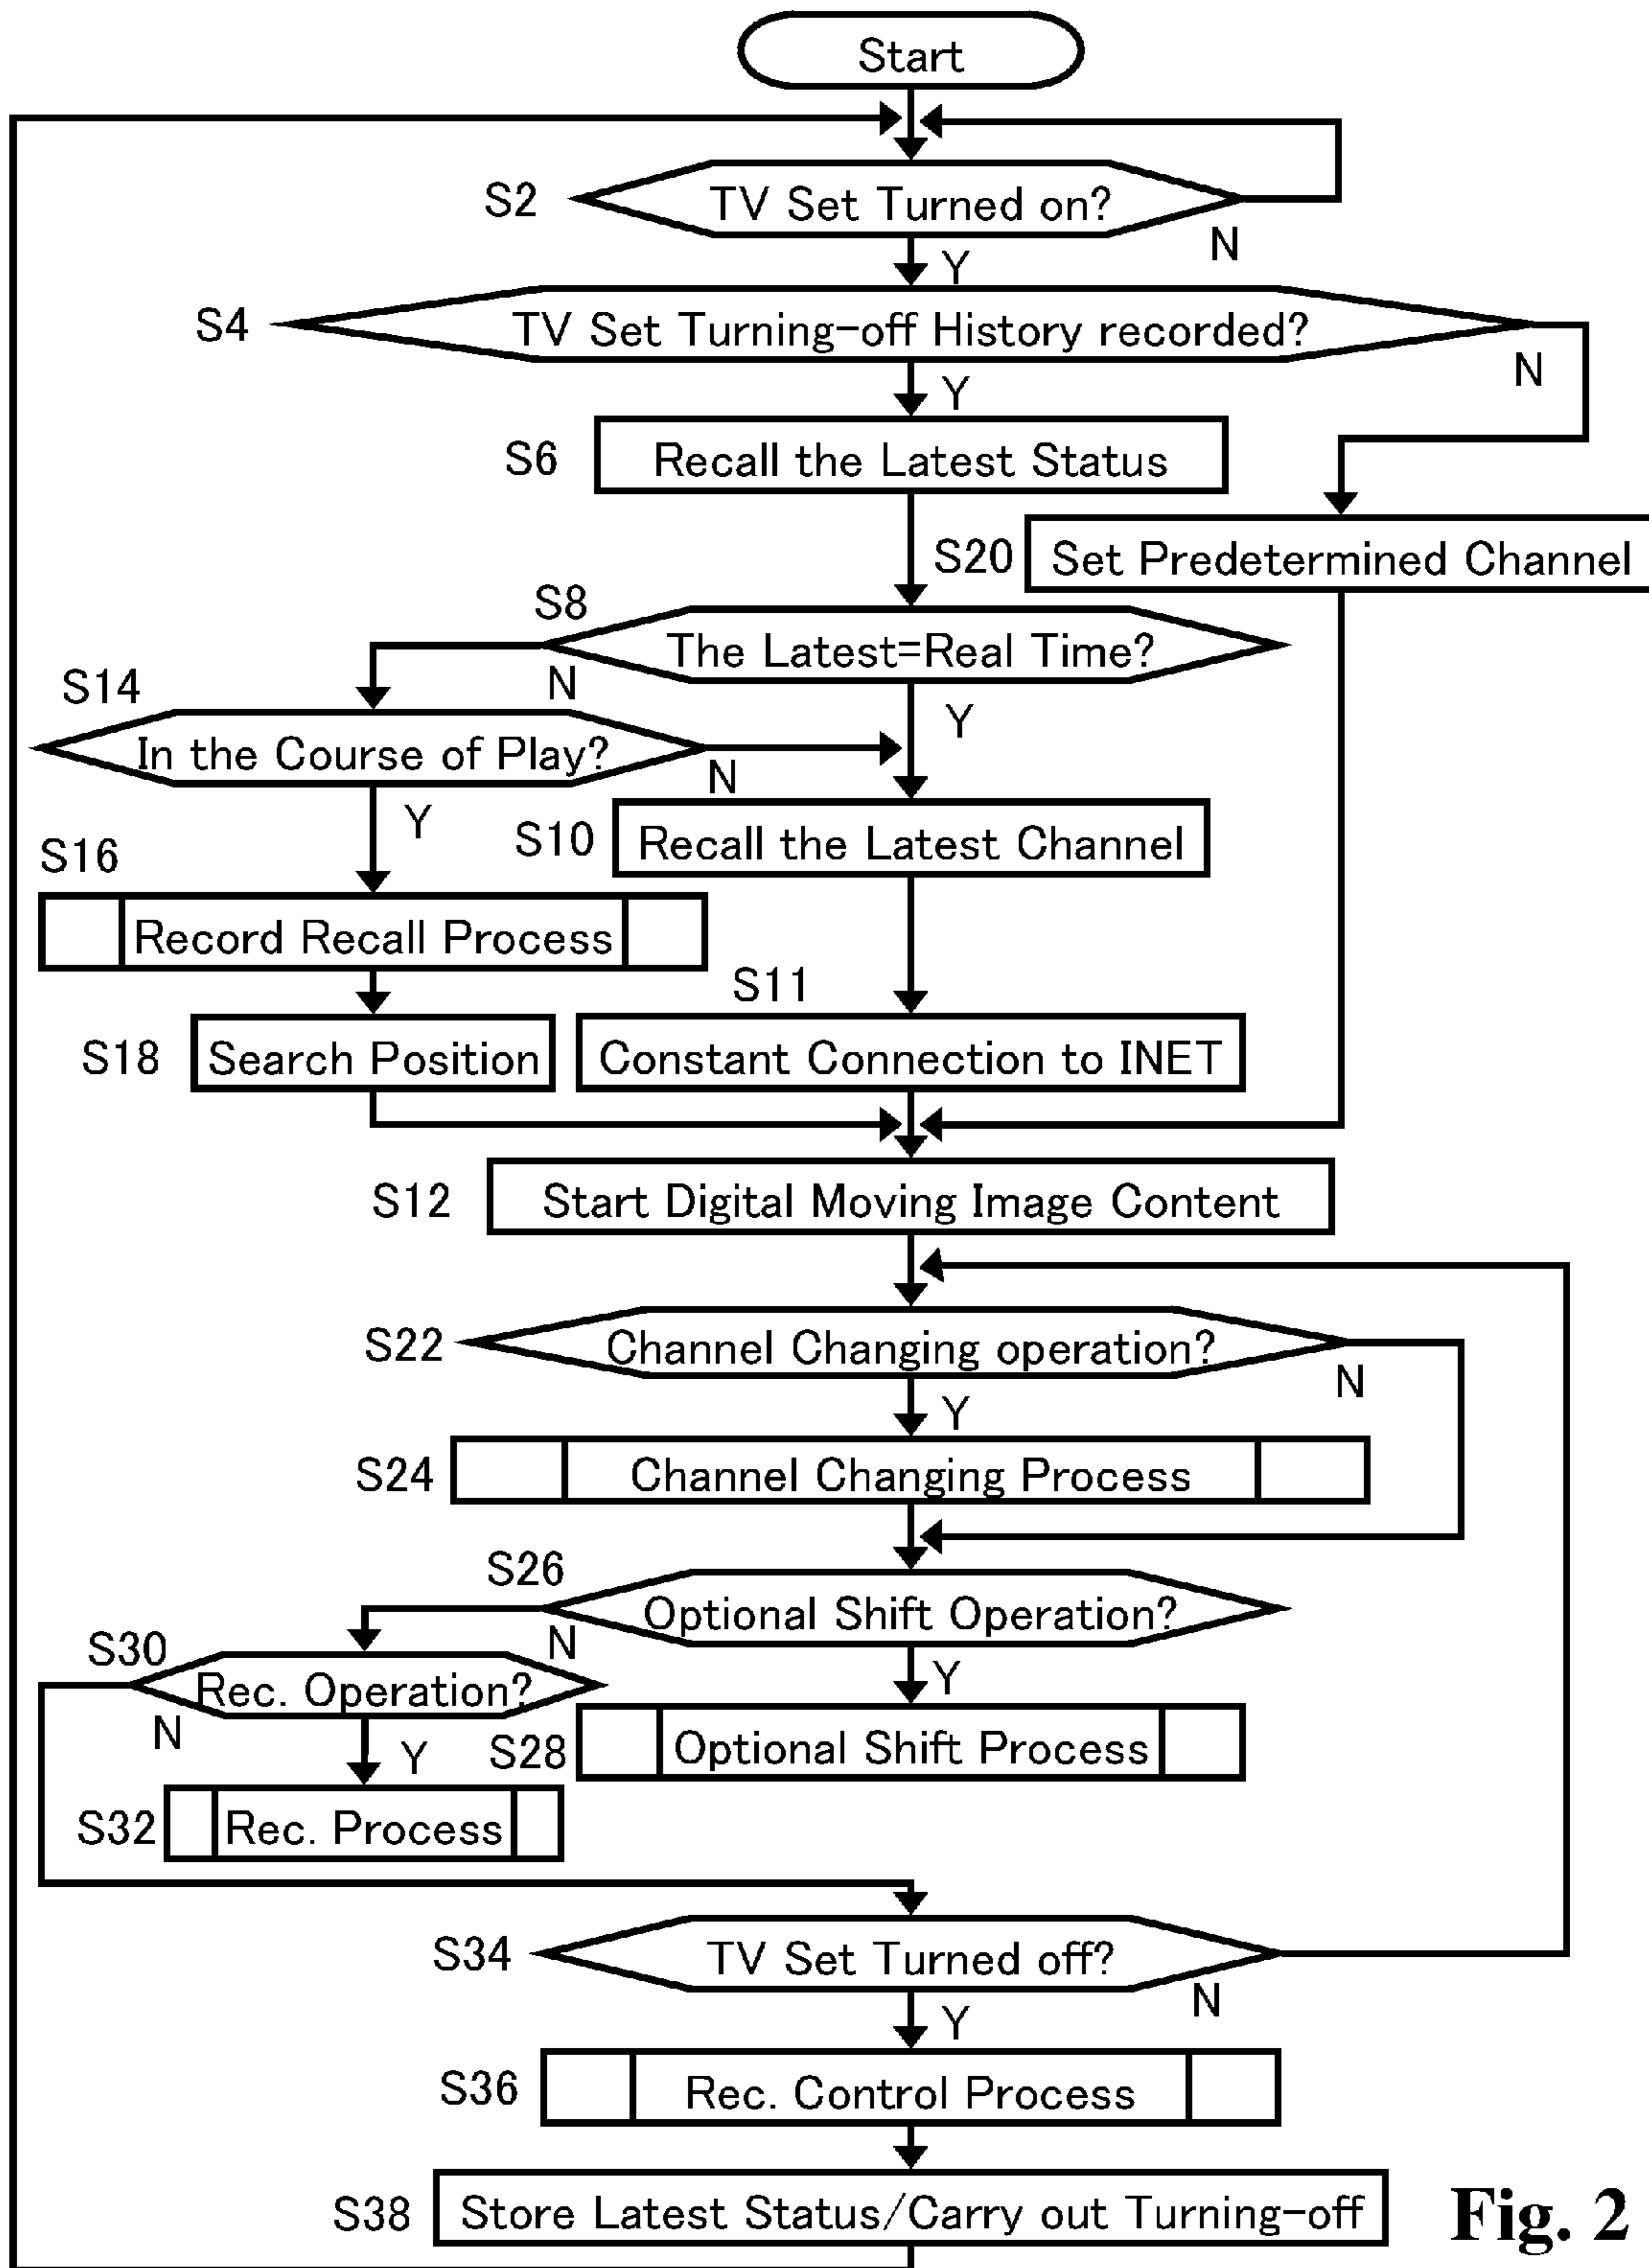 Start
S2
TV Set Turned on?
N
Y
S4
TV Set Turning-off History recorded?
N
Y
S6
Recall the Latest Status
S20
Set Predetermined Channel
S8
The Latest=Real Time?
N
Y
S14
In the Course of Play?
N
Y
S10
Recall the Latest Channel
S16
Record Recall Process
S11
S18
Search Position
Constant Connection to INET
S12
Start Digital Moving Image Content
S22
Channel Changing operation?
N
Y
S24
Channel Changing Process
S26
Optional Shift Operation?
N
Y
S30
Rec. Operation?
N
Y
S28
Optional Shift Process
S32
Rec. Process
S34
TV Set Turned off?
N
Y
S36
Rec. Control Process
S38
Store Latest Status/Carry out Turning-off
Fig. 2